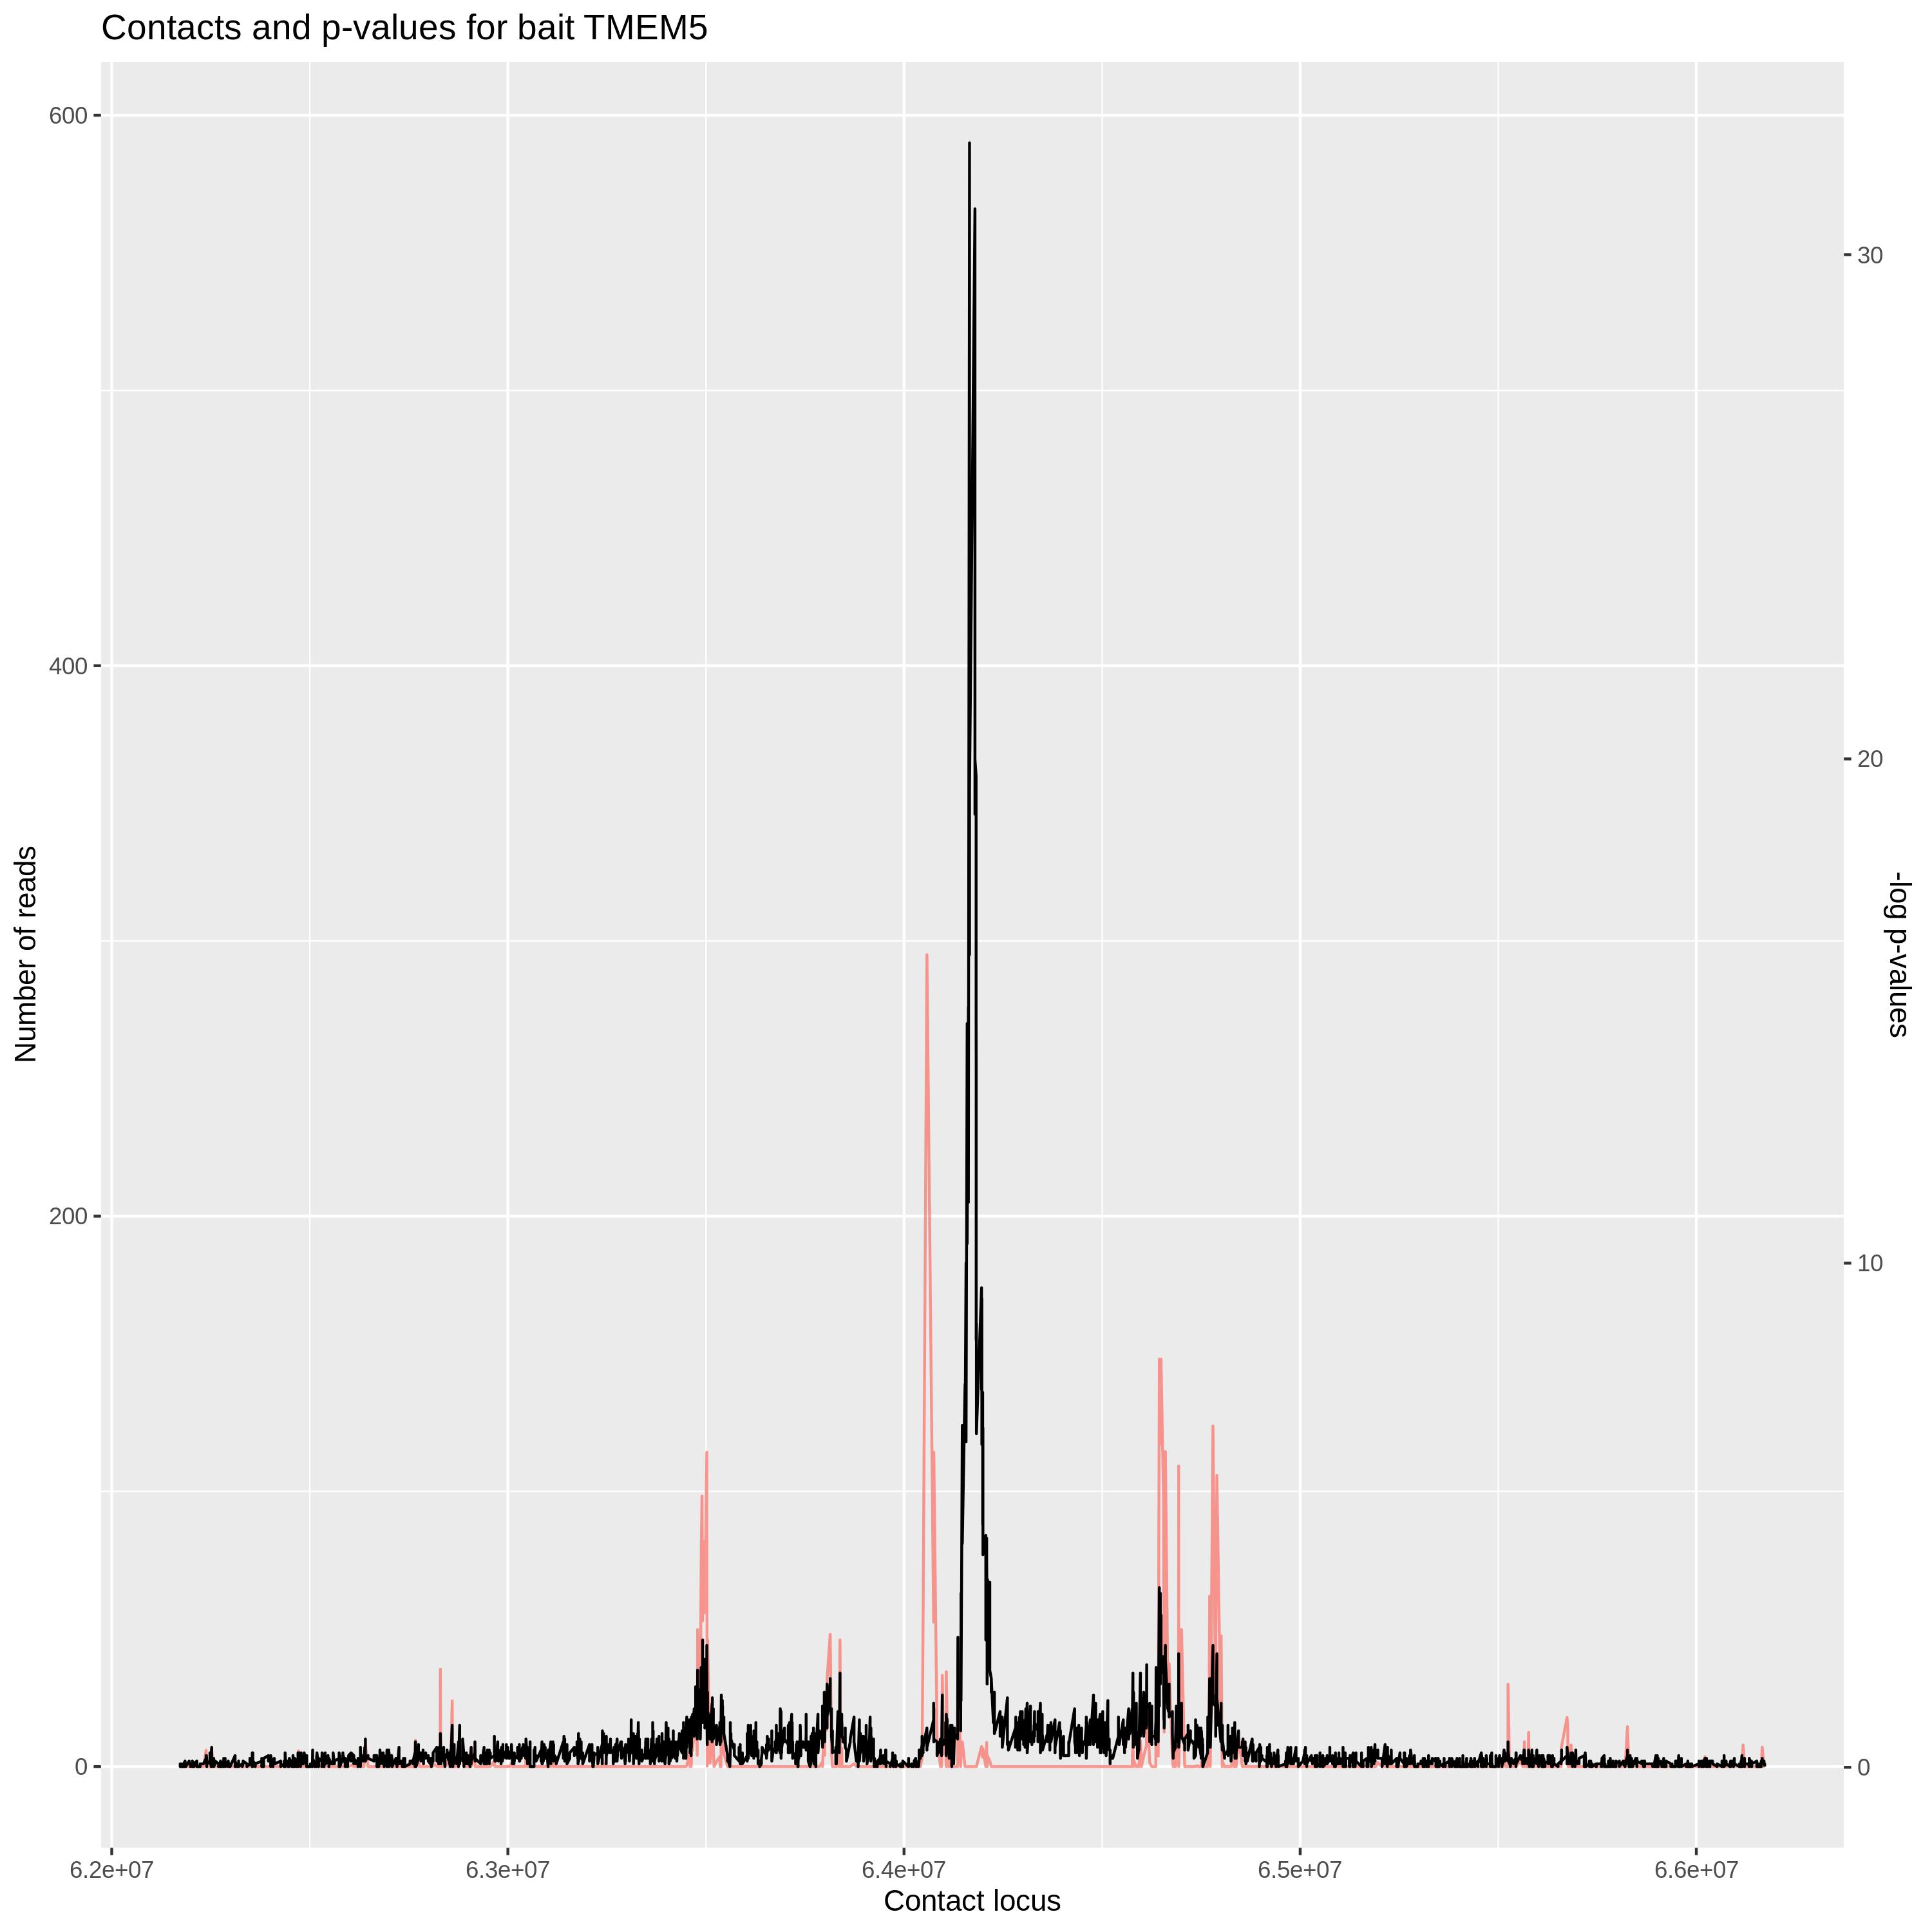 Contacts and p-values for bait TMEM5
600
400
200
0
Number of reads
30
20
10
0
-log p-values
6.2e+07
6.3e+07
6.4e+07
6.5e+07
6.6e+07
Contact locus